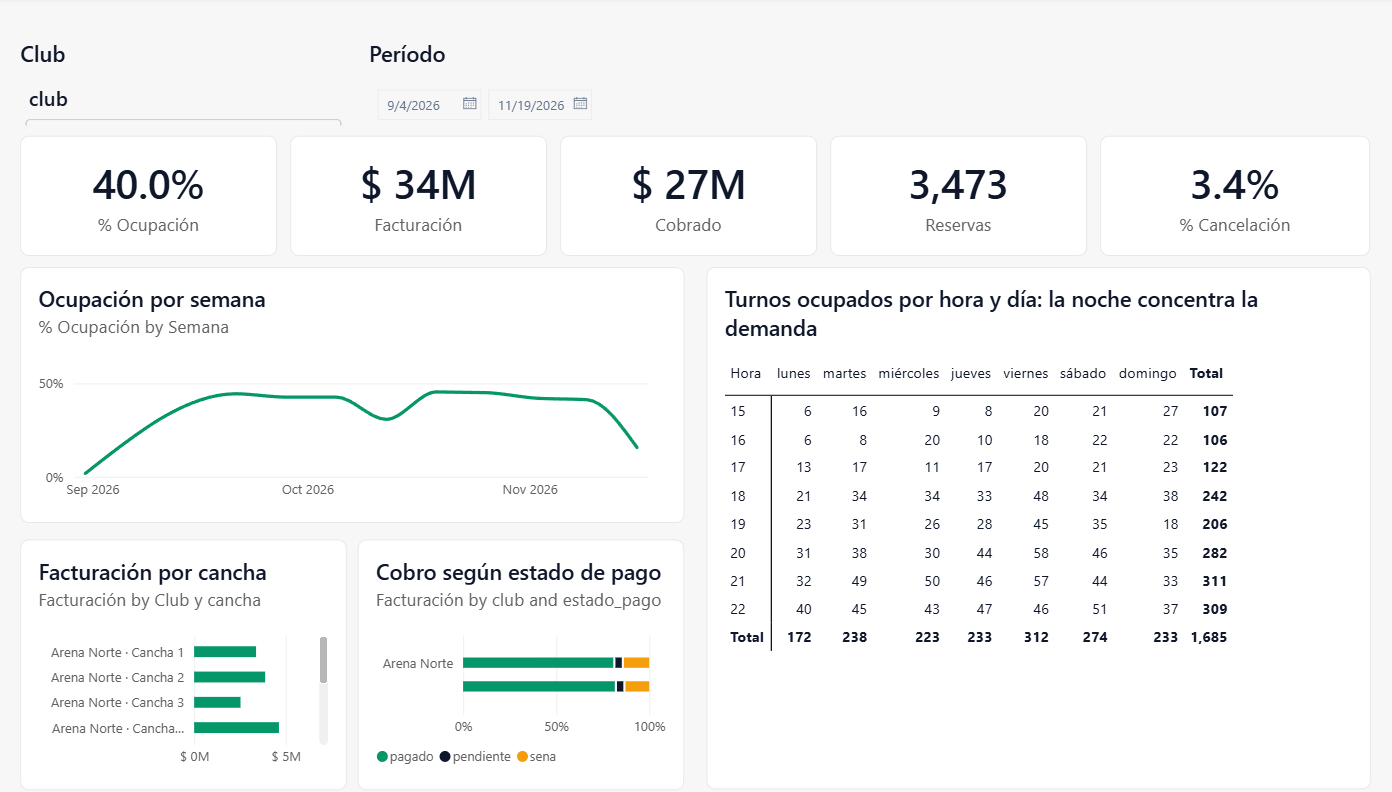 Club
Período
club
9/4/2026
11/19/2026
40.0%
% Ocupación
$ 34M
Facturación
$ 27M
Cobrado
3,473
Reservas
3.4%
% Cancelación
Ocupación por semana
% Ocupación by Semana
50%
0%
Sep 2026 Oct 2026 Nov 2026
Turnos ocupados por hora y día: la noche concentra la
demanda
Hora lunes martes miércoles jueves viernes sábado domingo Total
15 6 16 9 8 20 21 27 107
16 6 8 20 10 18 22 22 106
17 13 17 11 17 20 21 23 122
18 21 34 34 33 48 34 38 242
19 23 31 26 28 45 35 18 206
20 31 38 30 44 58 46 35 282
21 32 49 50 46 57 44 33 311
22 40 45 43 47 46 51 37 309
Total 172 238 223 233 312 274 233 1,685
Facturación por cancha
Facturación by Club y cancha
Arena Norte · Cancha 1
Arena Norte · Cancha 2
Arena Norte · Cancha 3
Arena Norte · Cancha...
$ 0M $ 5M
Cobro según estado de pago
Facturación by club and estado_pago
Arena Norte
0% 50% 100%
pagado pendiente sena